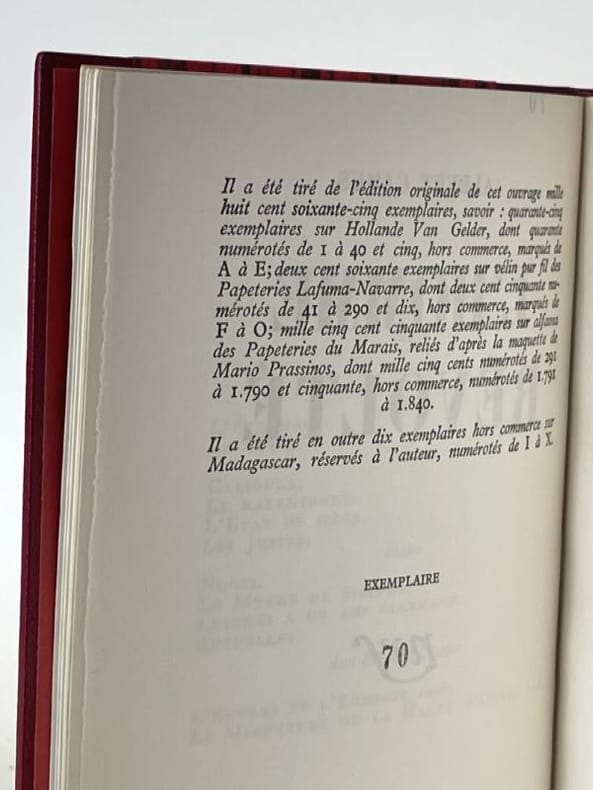 Il a été tiré de l'édition originale de cet ouvrage mille
huit cent soixante-cinq exemplaires, savoir : quarante-cinq
exemplaires sur Hollande Van Gelder, dont quarante
numérotés de 1 à 40 et cinq, hors commerce, marqués de
A à E; deux cent soixante exemplaires sur vélin pur fil des
Papeteries Lafuma-Navarre, dont deux cent cinquante nu-
mérotés de 41 à 290 et dix, hors commerce, marqués de
F à O; mille cinq cent cinquante exemplaires sur alfama
des Papeteries du Marais, reliés d'après la maquette de
Mario Prassinos, dont mille cinq cents numérotés de 291
à 1.790 et cinquante, hors commerce, numérotés de 1.791
à 1.840.
Il a été tiré en outre dix exemplaires hors commerce sur
Madagascar, réservés à l'auteur, numérotés de I à X.
EXEMPLAIRE
70